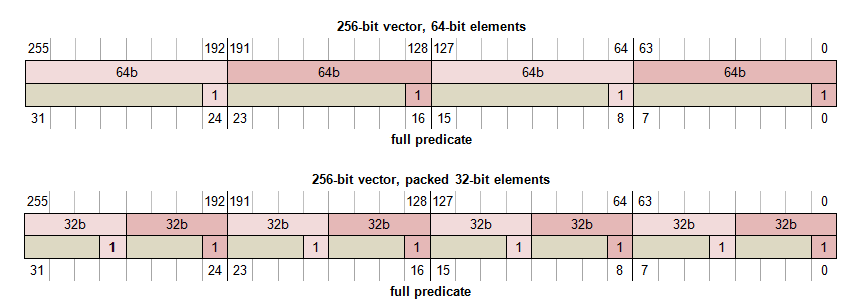 256-bit vector, 64-bit elements
255 192 191 128 127 64 63 0
64b 64b 64b 64b
1 1 1 1
31 24 23 16 15 8 7 0
full predicate
256-bit vector, packed 32-bit elements
255 192 191 128 127 64 63 0
32b 32b 32b 32b 32b 32b 32b 32b
1 1 1 1 1 1 1 1
31 24 23 16 15 8 7 0
full predicate